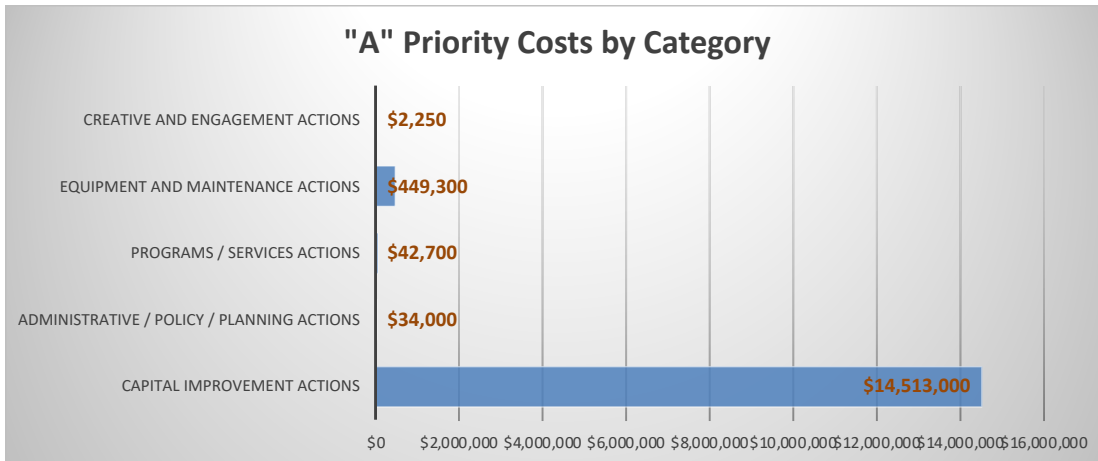 "A" Priority Costs by Category
CREATIVE AND ENGAGEMENT ACTIONS $2,250
EQUIPMENT AND MAINTENANCE ACTIONS $449,300
PROGRAMS / SERVICES ACTIONS $42,700
ADMINISTRATIVE / POLICY / PLANNING ACTIONS $34,000
CAPITAL IMPROVEMENT ACTIONS $14,513,000
$0 $2,000,000 $4,000,000 $6,000,000 $8,000,000 $10,000,000 $12,000,000 $14,000,000 $16,000,000